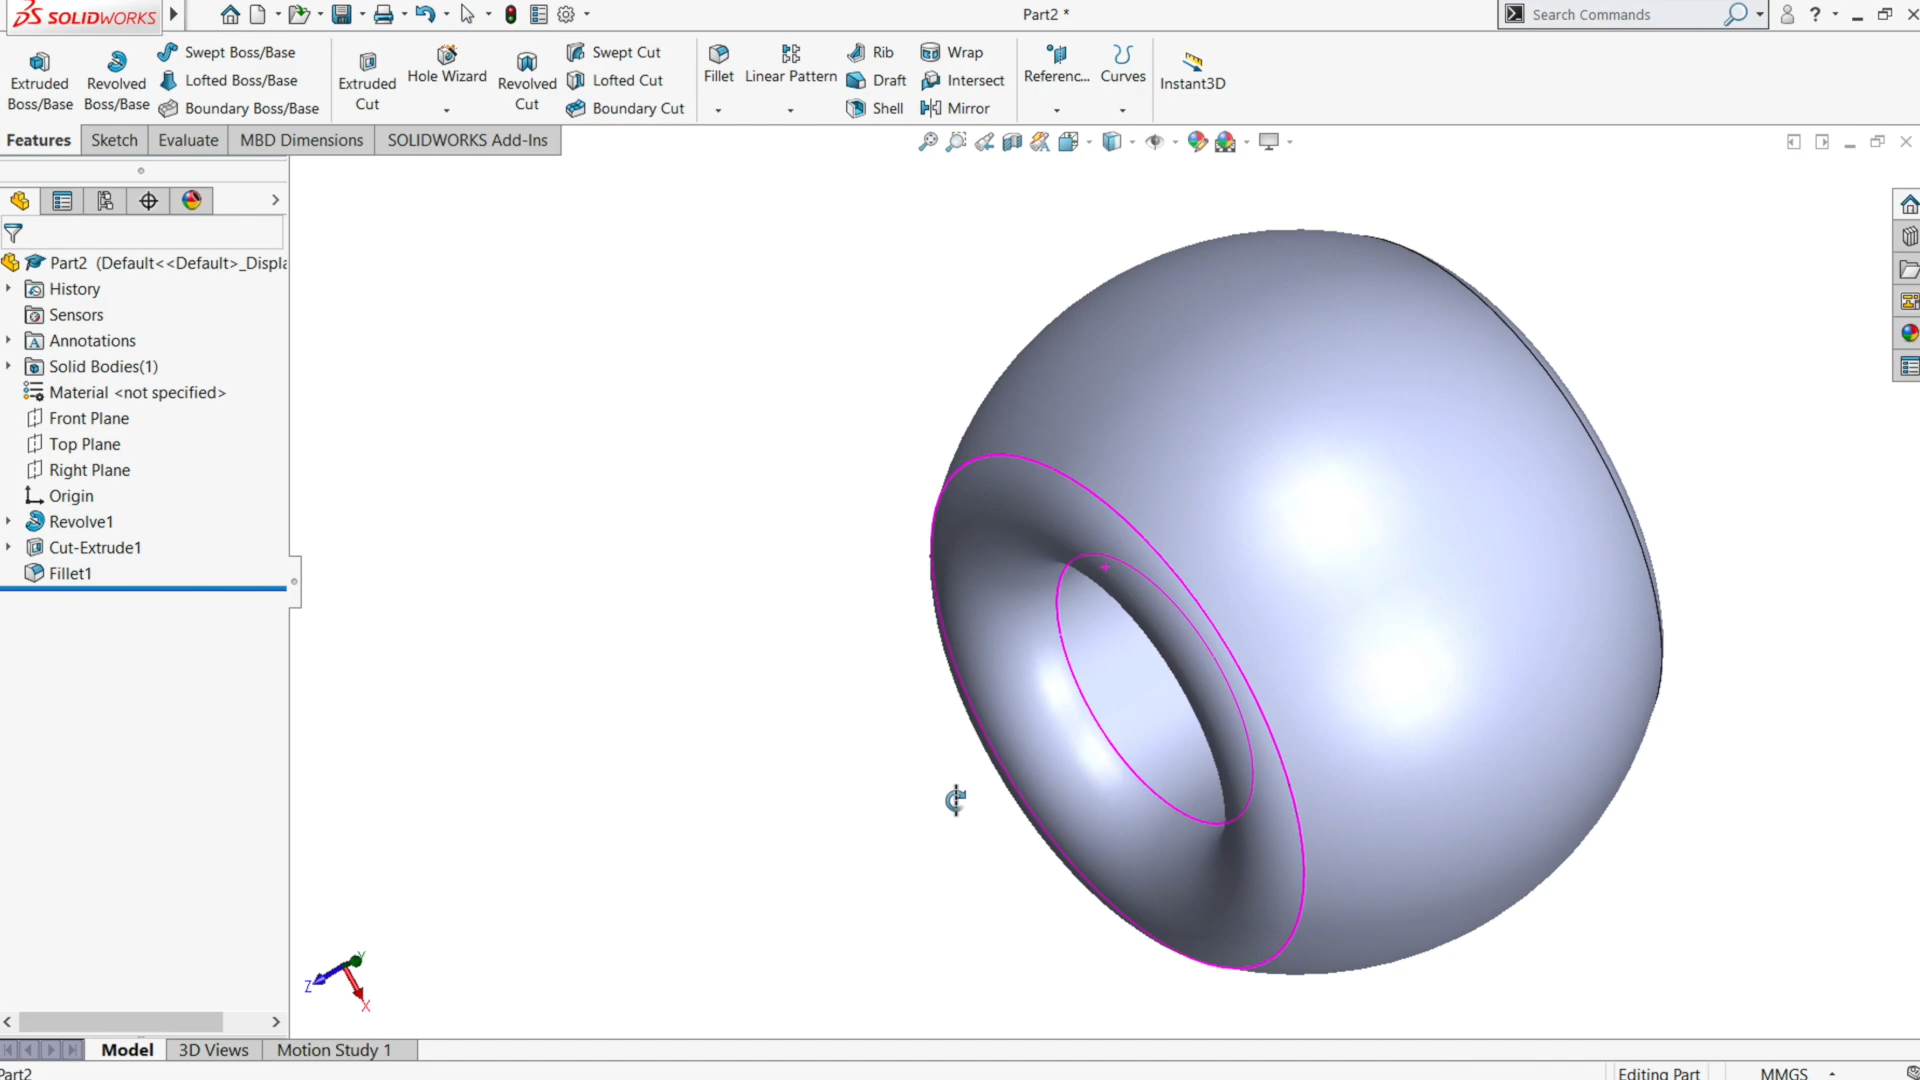 SOLIDWORKS
Part2 *
Search Commands
?
Extruded Boss/Base
Revolved Boss/Base
Swept Boss/Base
Lofted Boss/Base
Boundary Boss/Base
Extruded Cut
Hole Wizard
Revolved Cut
Swept Cut
Lofted Cut
Boundary Cut
Fillet
Linear Pattern
Rib
Draft
Shell
Wrap
Intersect
Mirror
Referenc...
Curves
Instant3D
Features
Sketch
Evaluate
MBD Dimensions
SOLIDWORKS Add-Ins
Part2 (Default<<Default>_Displa
History
Sensors
Annotations
Solid Bodies(1)
Material <not specified>
Front Plane
Top Plane
Right Plane
Origin
Revolve1
Cut-Extrude1
Fillet1
Y
Z
X
Model
3D Views
Motion Study 1
Part2
Editing Part
MMGS